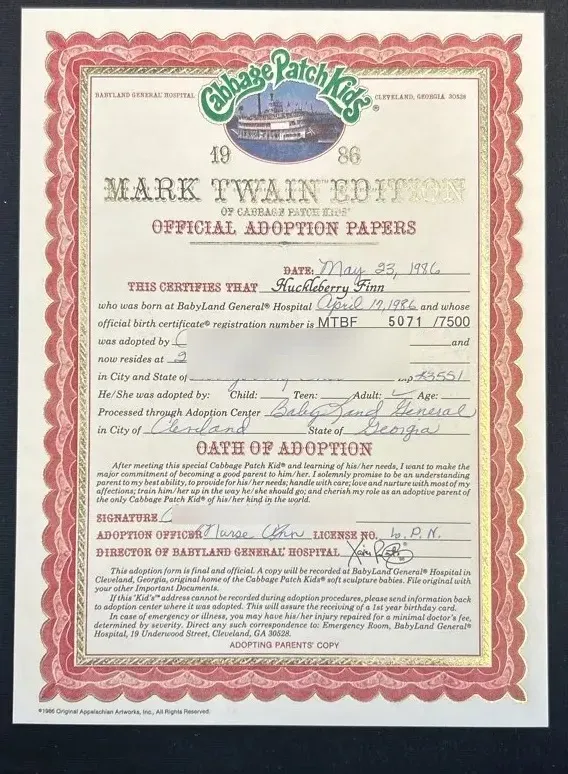 Cabbage Patch Kids®
BABYLAND GENERAL® HOSPITAL
CLEVELAND, GEORGIA 30528
19 86
MARK TWAIN™ EDITION
OF CABBAGE PATCH KIDS®
OFFICIAL ADOPTION PAPERS
DATE: May 23, 1986
THIS CERTIFIES THAT Huckleberry Finn
who was born at BabyLand General® Hospital April 17, 1986 and whose
official birth certificate® registration number is MTBF 5071 /7500
was adopted by and
now resides at 2
in City and State of 43551
He/She was adopted by: Child: Teen: Adult: ✓ Age:
Processed through Adoption Center BabyLand General
in City of Cleveland State of Georgia
OATH OF ADOPTION
After meeting this special Cabbage Patch Kid® and learning of his/her needs, I want to make the
major commitment of becoming a good parent to him/her. I solemnly promise to be an understanding
parent to my best ability, to provide for his/her needs; handle with care; love and nurture with most of my
affections; train him/her up in the way he/she should go; and cherish my role as an adoptive parent of
the only Cabbage Patch Kid® of his/her kind in the world.
SIGNATURE
ADOPTION OFFICER Nurse Ann LICENSE NO. L.P.N.
DIRECTOR OF BABYLAND GENERAL® HOSPITAL
This adoption form is final and official. A copy will be recorded at BabyLand General® Hospital in
Cleveland, Georgia, original home of the Cabbage Patch Kids® soft sculpture babies. File original with
your other Important Documents.
If this 'Kid's™ address cannot be recorded during adoption procedures, please send information back
to adoption center where it was adopted. This will assure the receiving of a 1st year birthday card.
In case of emergency or illness, you may have his/her injury repaired for a minimal doctor's fee,
determined by severity. Direct any such correspondence to: Emergency Room, BabyLand General®
Hospital, 19 Underwood Street, Cleveland, GA 30528.
ADOPTING PARENTS' COPY
©1986 Original Appalachian Artworks, Inc., All Rights Reserved.